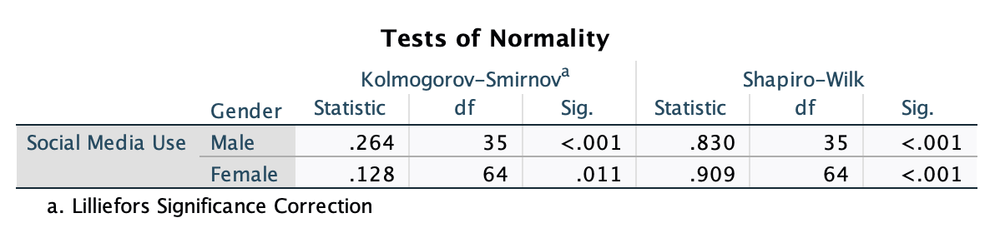 Tests of Normality
Kolmogorov-Smirnovᵃ Shapiro-Wilk
Gender Statistic df Sig. Statistic df Sig.
Social Media Use Male .264 35 <.001 .830 35 <.001
Female .128 64 .011 .909 64 <.001
a. Lilliefors Significance Correction